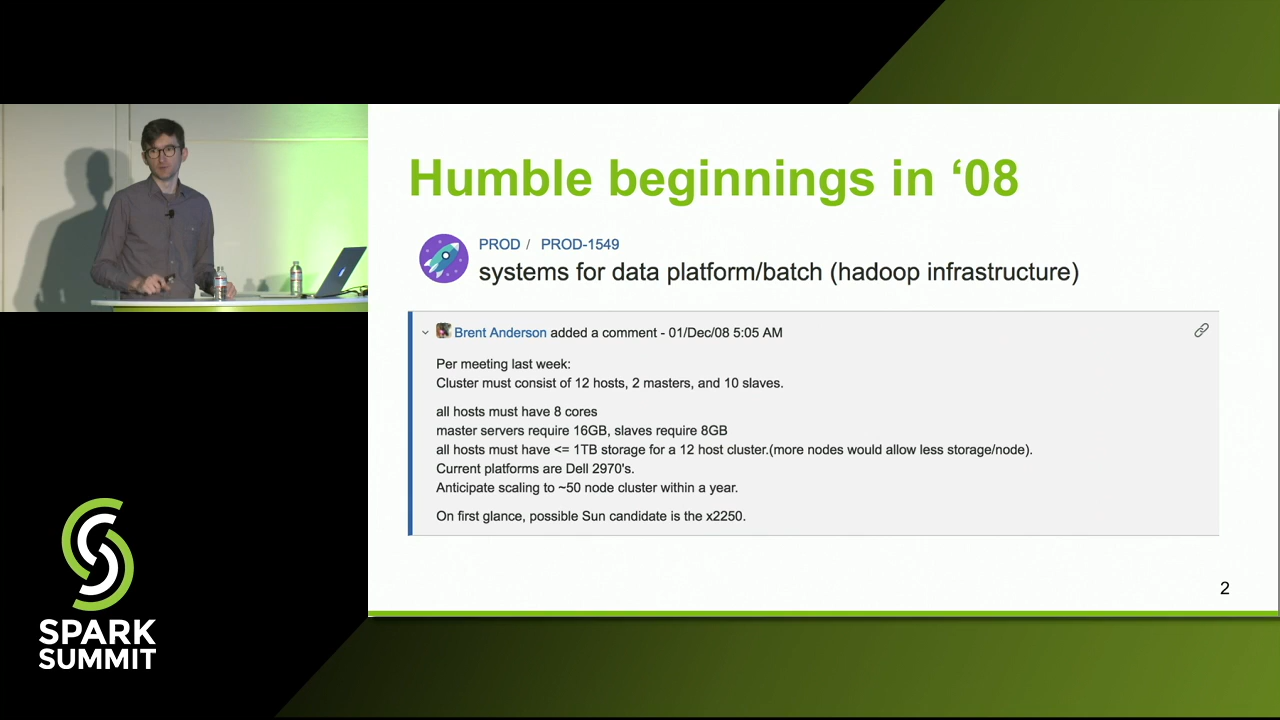 Humble beginnings in ‘08
PROD / PROD-1549
systems for data platform/batch (hadoop infrastructure)
Brent Anderson added a comment - 01/Dec/08 5:05 AM
Per meeting last week:
Cluster must consist of 12 hosts, 2 masters, and 10 slaves.
all hosts must have 8 cores
master servers require 16GB, slaves require 8GB
all hosts must have <= 1TB storage for a 12 host cluster.(more nodes would allow less storage/node).
Current platforms are Dell 2970's.
Anticipate scaling to ~50 node cluster within a year.
On first glance, possible Sun candidate is the x2250.
2
SPARK
SUMMIT